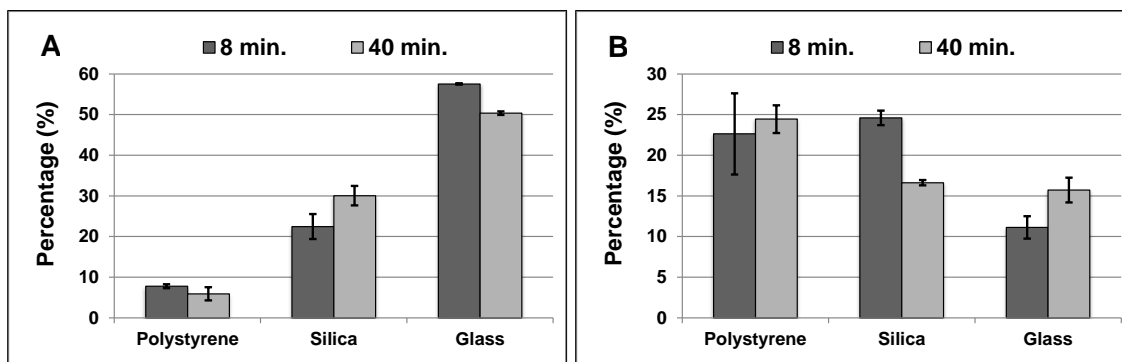 A
8 min.
40 min.
Percentage (%)
60
50
40
30
20
10
0
Polystyrene
Silica
Glass
B
8 min.
40 min.
Percentage (%)
30
25
20
15
10
5
0
Polystyrene
Silica
Glass